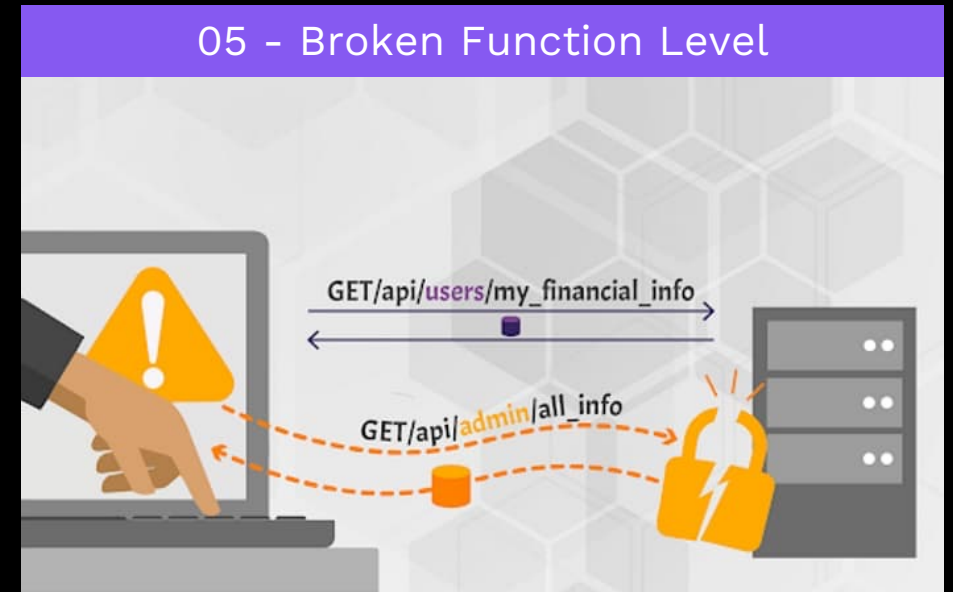 05 - Broken Function Level
GET/api/users/my_financial_info
GET/api/admin/all_info